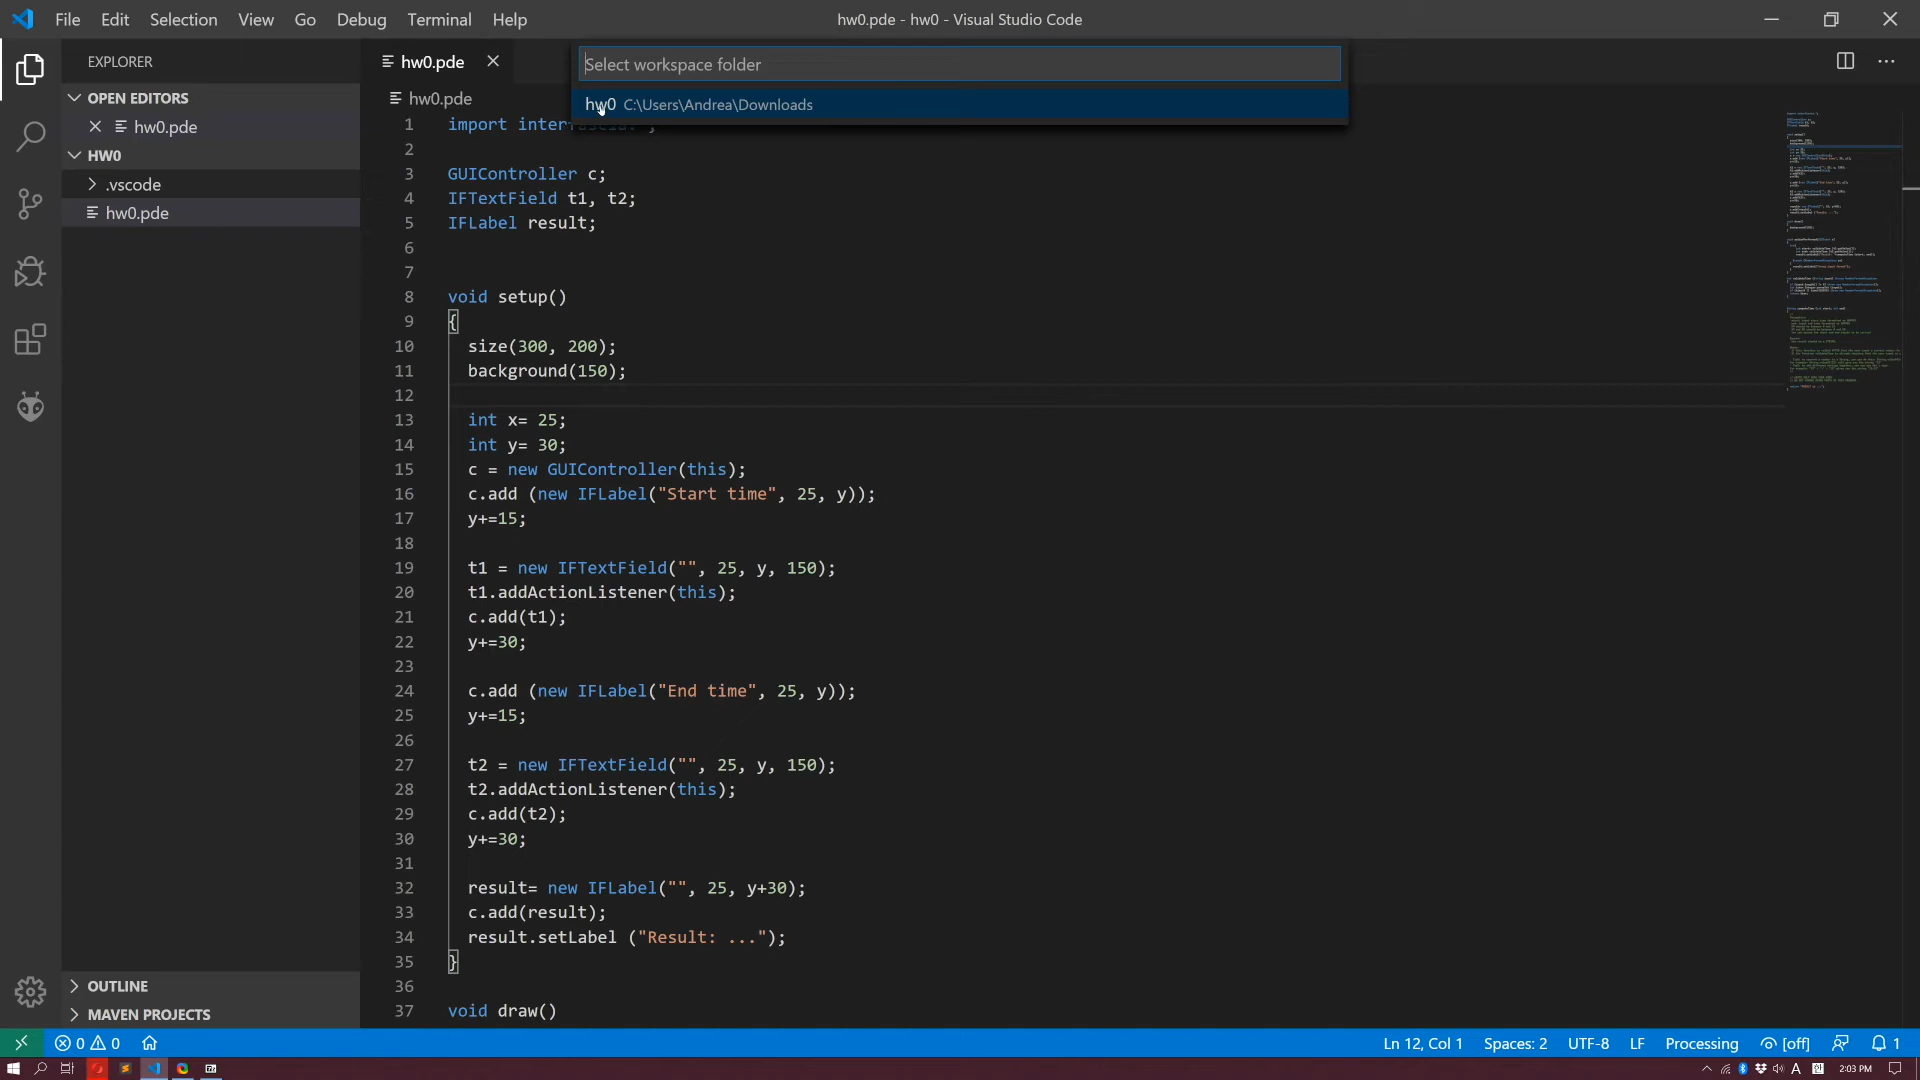 File Edit Selection View Go Debug Terminal Help
hw0.pde - hw0 - Visual Studio Code
EXPLORER
OPEN EDITORS
hw0.pde
HW0
.vscode
hw0.pde
OUTLINE
MAVEN PROJECTS
hw0.pde
hw0.pde
Select workspace folder
hw0 C:\Users\Andrea\Downloads
1 import
2
3 GUIController c;
4 IFTextField t1, t2;
5 IFLabel result;
6
7
8 void setup()
9 {
10 size(300, 200);
11 background(150);
12
13 int x= 25;
14 int y= 30;
15 c = new GUIController(this);
16 c.add (new IFLabel("Start time", 25, y));
17 y+=15;
18
19 t1 = new IFTextField("", 25, y, 150);
20 t1.addActionListener(this);
21 c.add(t1);
22 y+=30;
23
24 c.add (new IFLabel("End time", 25, y));
25 y+=15;
26
27 t2 = new IFTextField("", 25, y, 150);
28 t2.addActionListener(this);
29 c.add(t2);
30 y+=30;
31
32 result= new IFLabel("", 25, y+30);
33 c.add(result);
34 result.setLabel ("Result: ...");
35 }
36
37 void draw()
0 0
Ln 12, Col 1 Spaces: 2 UTF-8 LF Processing [off] 1
A 2:03 PM